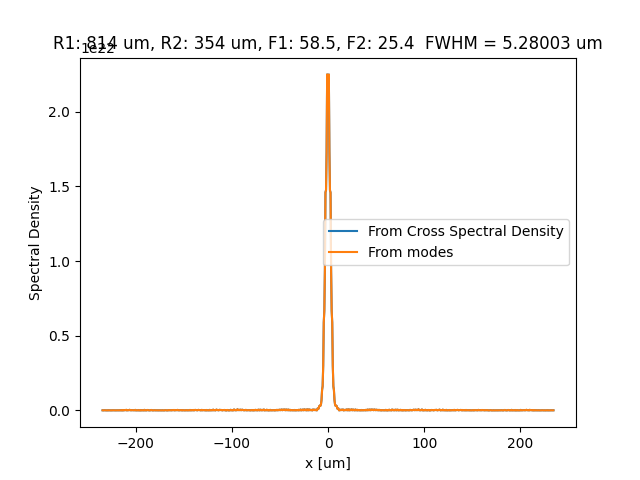 R1: 814 um, R2: 354 um, F1: 58.5, F2: 25.4  FWHM = 5.28003 um
1e22
2.0
1.5
1.0
0.5
0.0
Spectral Density
From Cross Spectral Density
From modes
−200
−100
0
100
200
x [um]